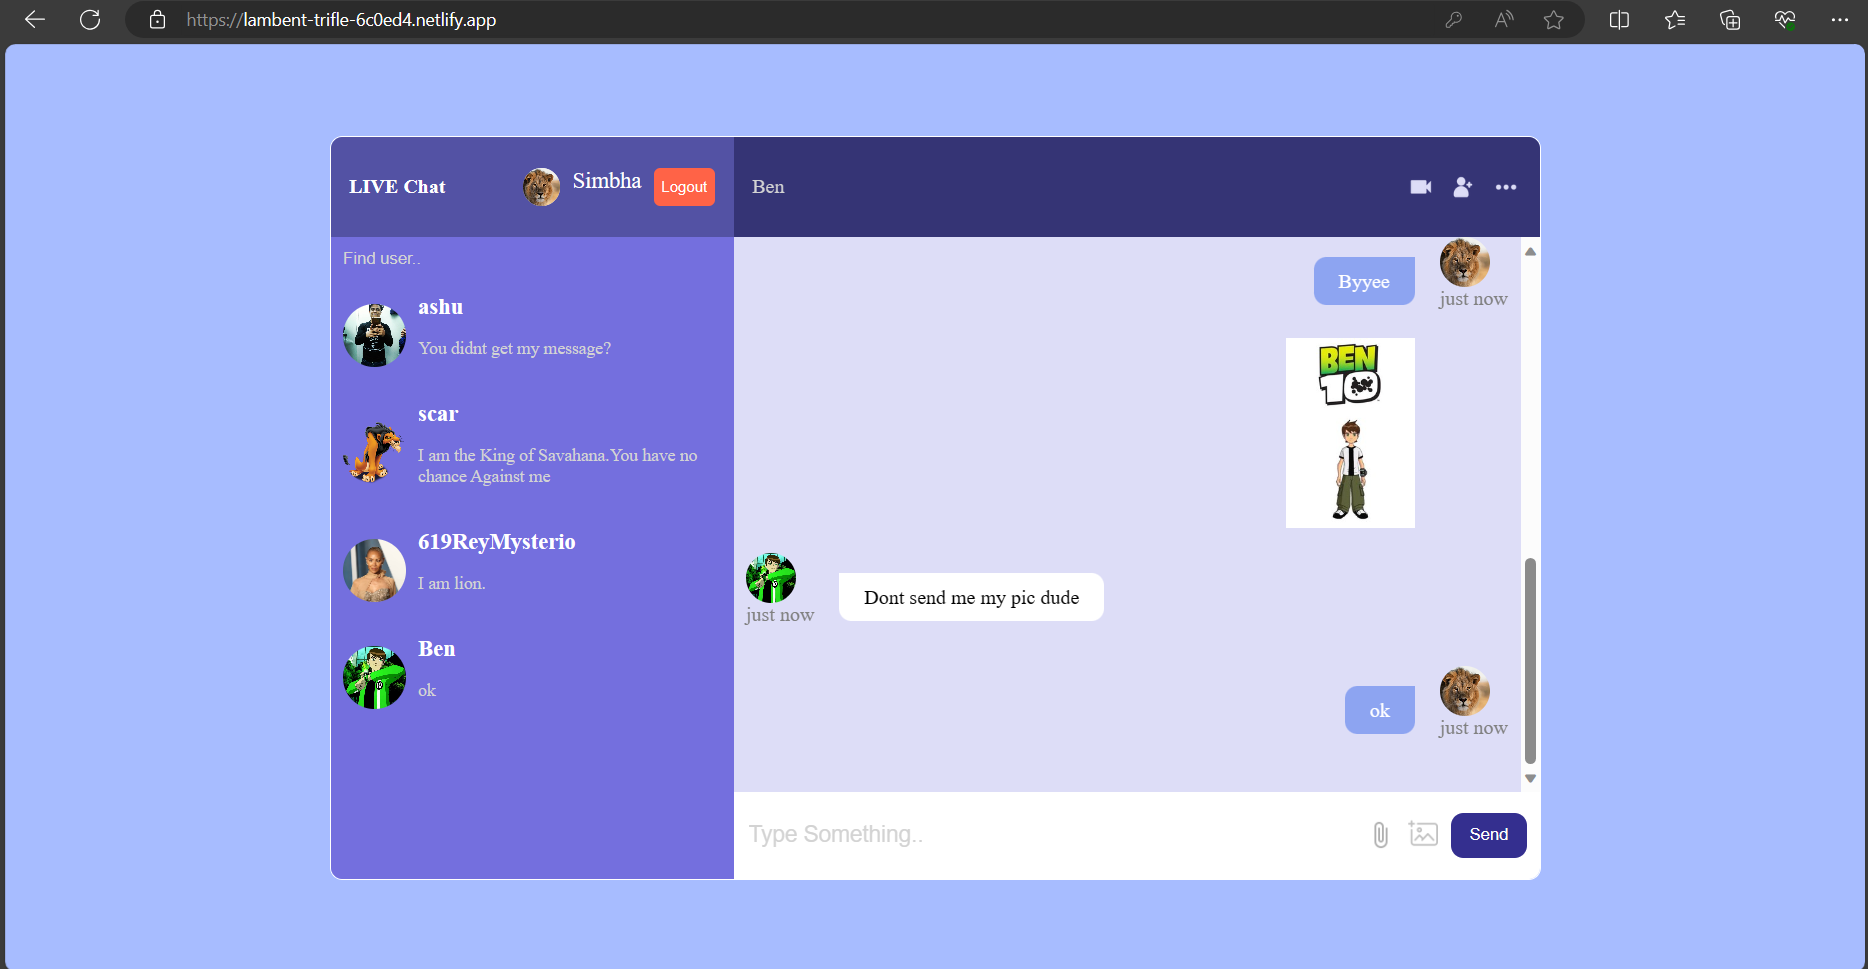 https://lambent-trifle-6c0ed4.netlify.app
LIVE Chat
Simbha
Logout
Find user..
ashu
You didnt get my message?
scar
I am the King of Savahana.You have no
chance Against me
619ReyMysterio
I am lion.
Ben
ok
Ben
Byyee
just now
BEN
10
Dont send me my pic dude
just now
ok
just now
Type Something..
Send